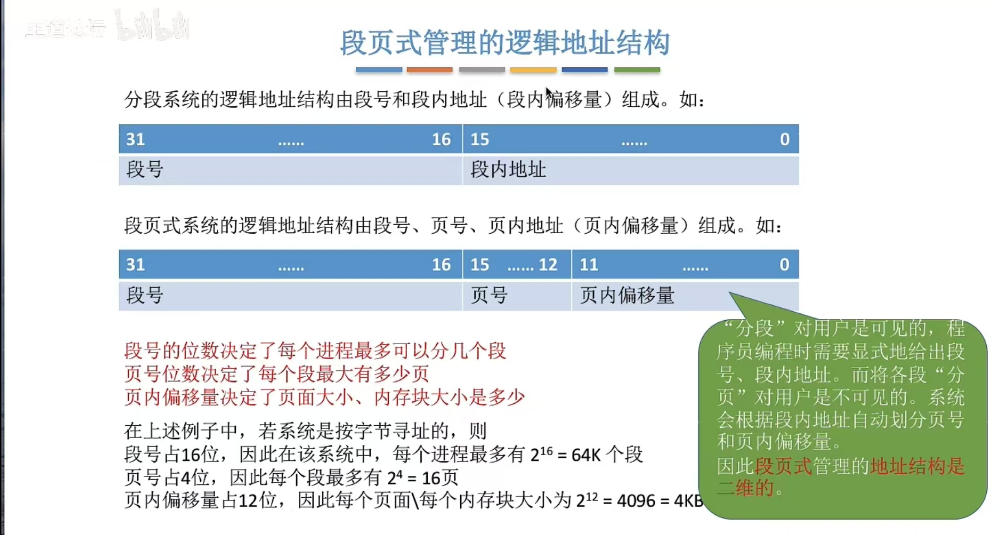 bilibili
段页式管理的逻辑地址结构
分段系统的逻辑地址结构由段号和段内地址（段内偏移量）组成。如：
31 …… 16 15 …… 0
段号 段内地址
段页式系统的逻辑地址结构由段号、页号、页内地址（页内偏移量）组成。如：
31 …… 16 15 …… 12 11 …… 0
段号 页号 页内偏移量
段号的位数决定了每个进程最多可以分几个段
页号位数决定了每个段最大有多少页
页内偏移量决定了页面大小、内存块大小是多少
在上述例子中，若系统是按字节寻址的，则
段号占16位，因此在该系统中，每个进程最多有 2¹⁶ = 64K 个段
页号占4位，因此每个段最多有 2⁴ = 16页
页内偏移量占12位，因此每个页面\每个内存块大小为 2¹² = 4096 = 4KB
“分段”对用户是可见的，程
序员编程时需要显式地给出段
号、段内地址。而将各段“分
页”对用户是不可见的。系统
会根据段内地址自动划分页号
和页内偏移量。
因此段页式管理的地址结构是
二维的。